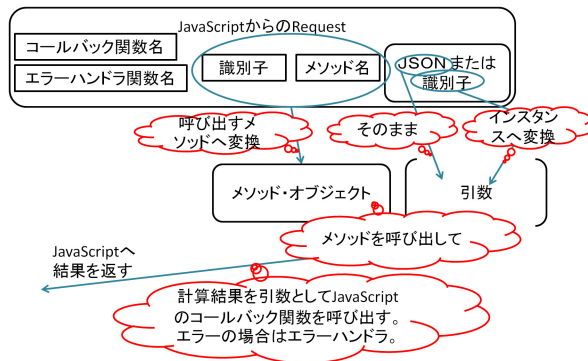 JavaScriptからのRequest
コールバック関数名
エラーハンドラ関数名
識別子
メソッド名
JSONまたは
識別子
呼び出すメ
ソッドへ変換
そのまま
インスタン
スへ変換
メソッド・オブジェクト
引数
メソッドを呼び出して
JavaScriptへ
結果を返す
計算結果を引数としてJavaScript
のコールバック関数を呼び出す。
エラーの場合はエラーハンドラ。